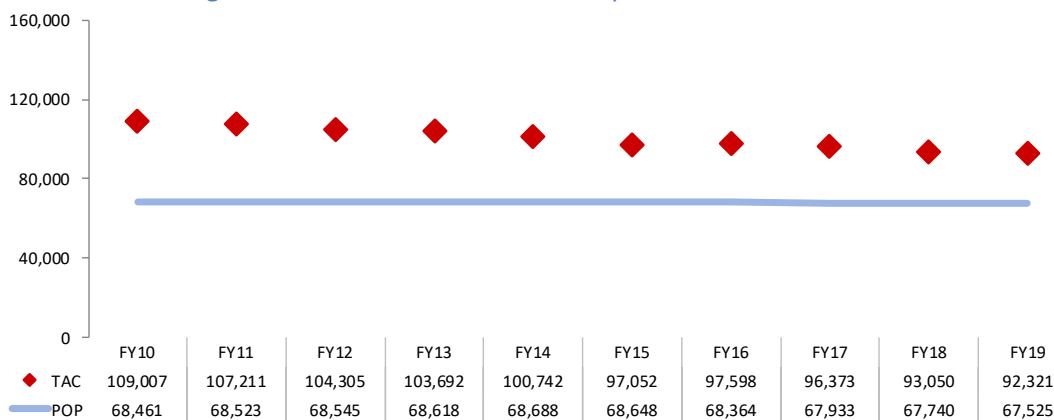 160,000
120,000
80,000
40,000
0
FY10 FY11 FY12 FY13 FY14 FY15 FY16 FY17 FY18 FY19
TAC 109,007 107,211 104,305 103,692 100,742 97,052 97,598 96,373 93,050 92,321
POP 68,461 68,523 68,545 68,618 68,688 68,648 68,364 67,933 67,740 67,525